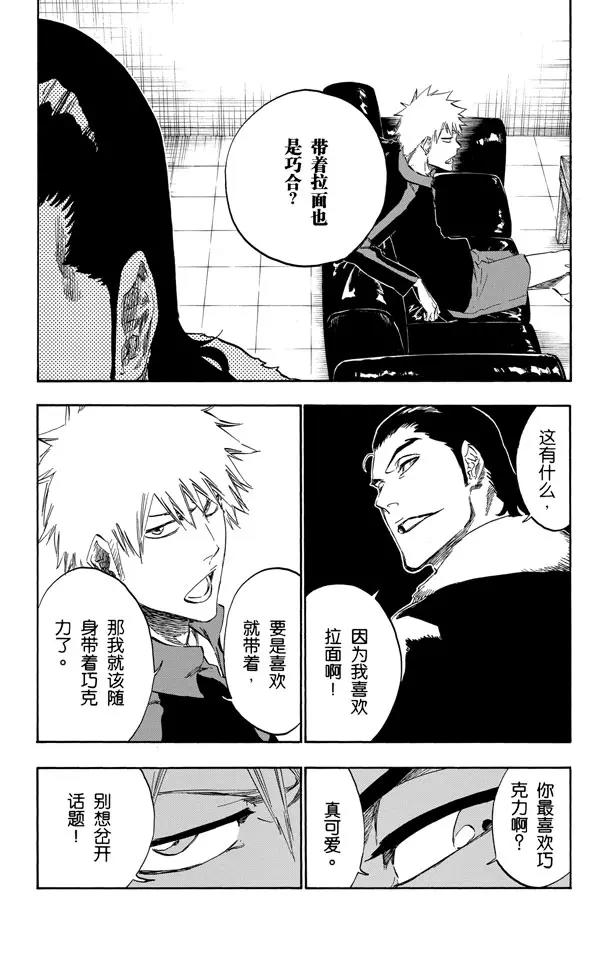 带着拉面也
是巧合？
这有什么，
因为我喜欢
拉面啊！
要是喜欢
就带着，
那我就该随
身带着巧克
力了。
你最喜欢巧
克力啊？
真可爱。
别想岔开
话题！